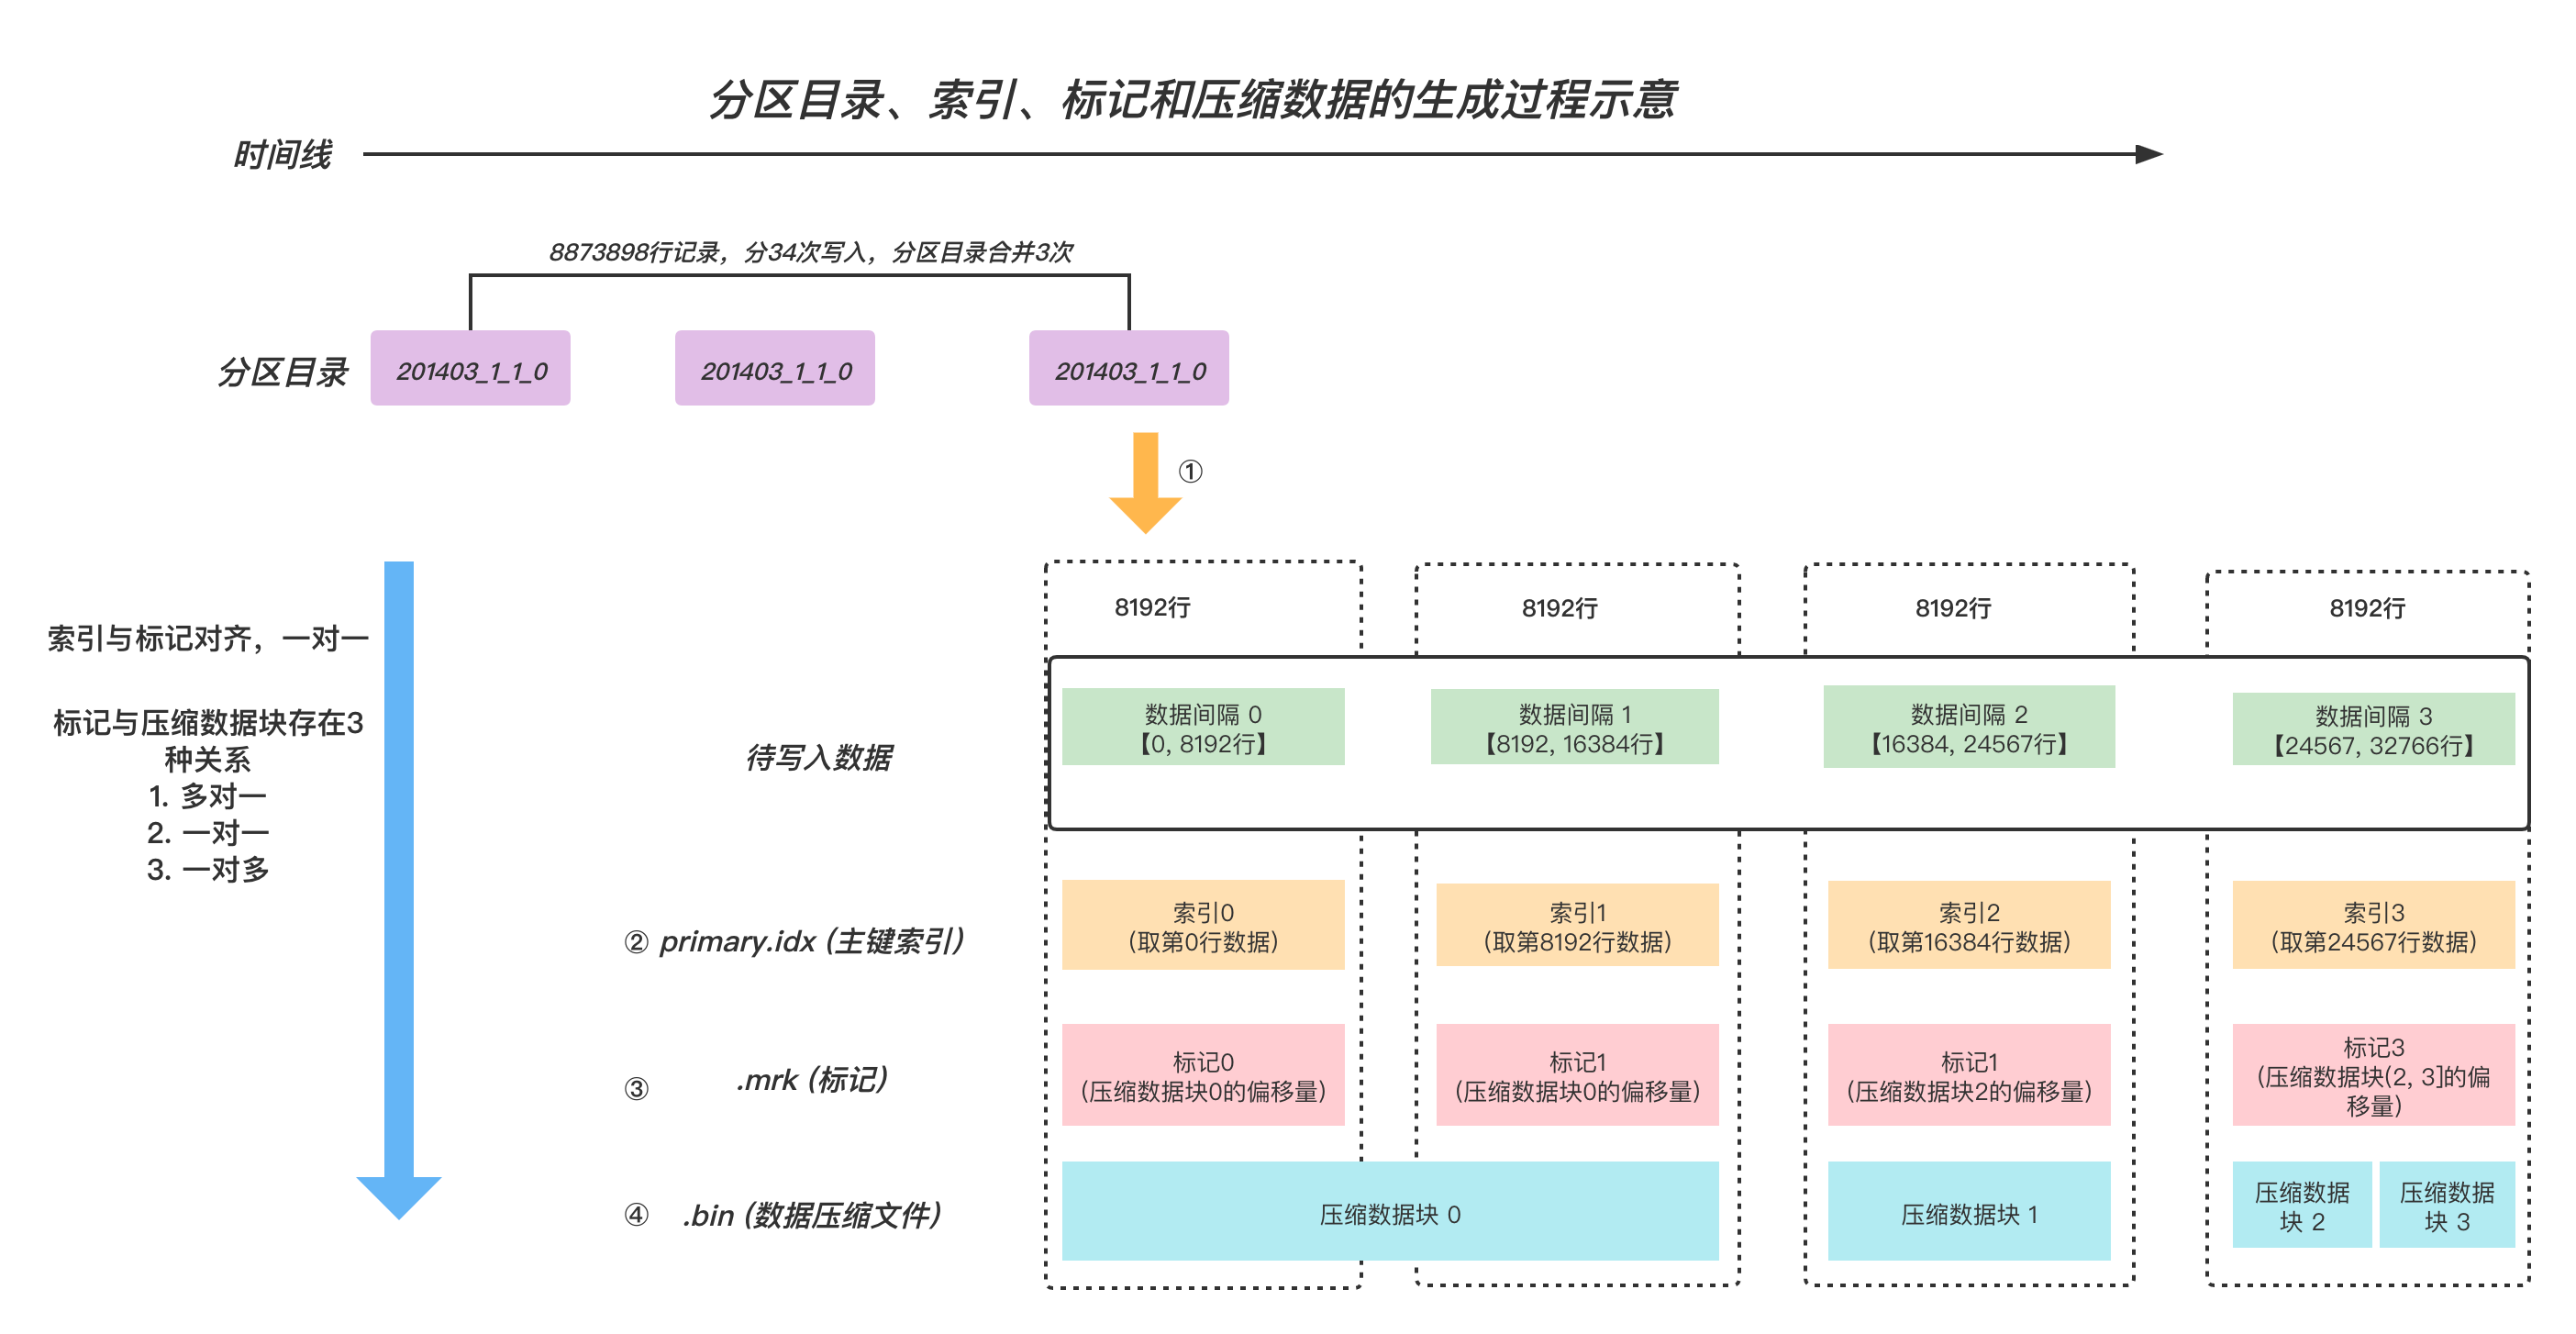 分区目录、索引、标记和压缩数据的生成过程示意
时间线
8873898行记录，分34次写入，分区目录合并3次
分区目录
201403_1_1_0
201403_1_1_0
201403_1_1_0
①
索引与标记对齐，一对一
标记与压缩数据块存在3
种关系
1. 多对一
2. 一对一
3. 一对多
8192行
8192行
8192行
8192行
待写入数据
数据间隔 0
【0, 8192行】
数据间隔 1
【8192, 16384行】
数据间隔 2
【16384, 24567行】
数据间隔 3
【24567, 32766行】
② primary.idx (主键索引)
索引0
(取第0行数据)
索引1
(取第8192行数据)
索引2
(取第16384行数据)
索引3
(取第24567行数据)
③ .mrk (标记)
标记0
(压缩数据块0的偏移量)
标记1
(压缩数据块0的偏移量)
标记1
(压缩数据块2的偏移量)
标记3
(压缩数据块(2, 3]的偏
移量)
④ .bin (数据压缩文件)
压缩数据块 0
压缩数据块 1
压缩数据
块 2
压缩数据
块 3